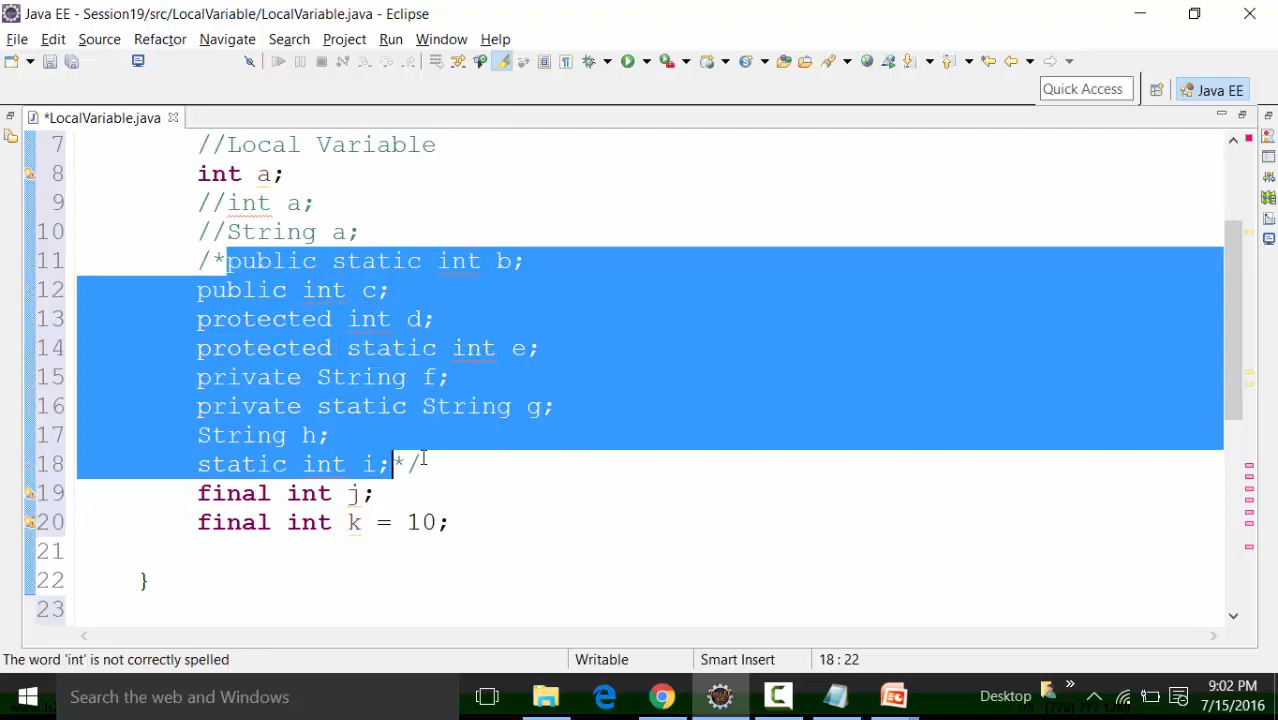 Java EE - Session19/src/LocalVariable/LocalVariable.java - Eclipse
File Edit Source Refactor Navigate Search Project Run Window Help
Quick Access
Java EE
*LocalVariable.java
7 //Local Variable
8 int a;
9 //int a;
10 //String a;
11 /*public static int b;
12 public int c;
13 protected int d;
14 protected static int e;
15 private String f;
16 private static String g;
17 String h;
18 static int i;*/
19 final int j;
20 final int k = 10;
21
22 }
23
The word 'int' is not correctly spelled Writable Smart Insert 18 : 22
Search the web and Windows
Desktop
9:02 PM
7/15/2016